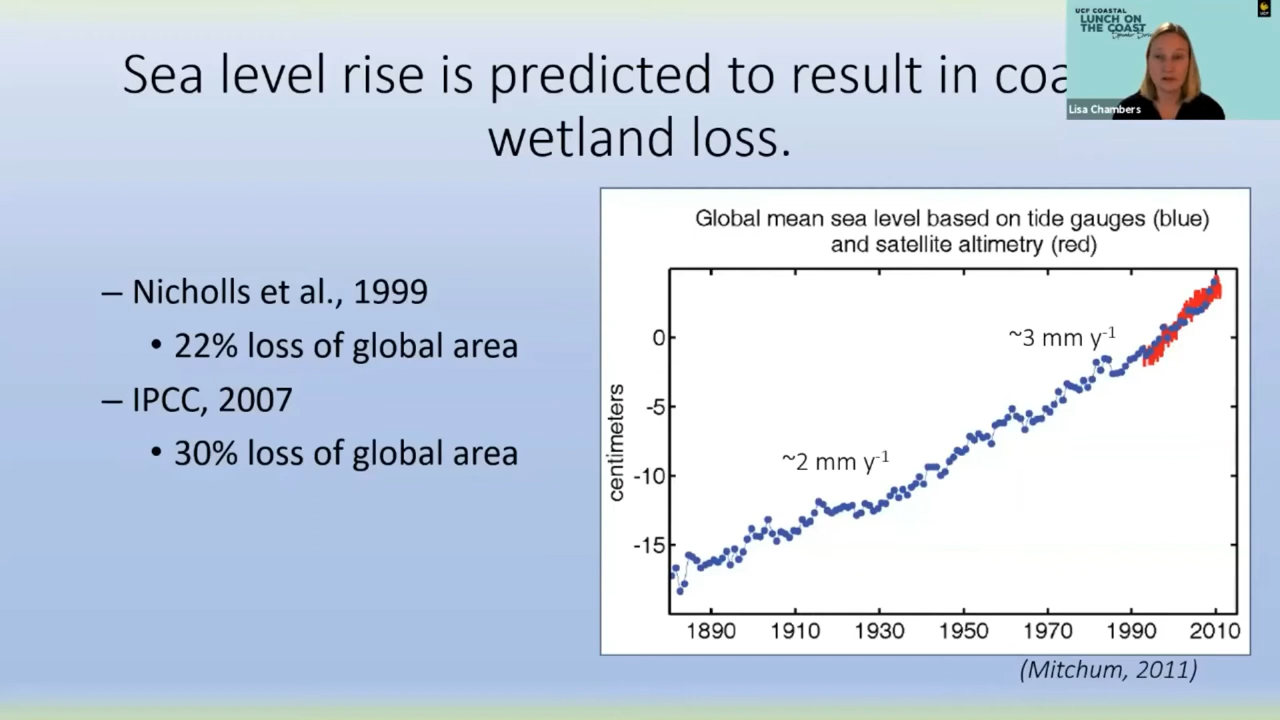 UCF COASTAL
LUNCH ON
THE COAST
Lisa Chambers
UCF
Sea level rise is predicted to result in
wetland loss.
– Nicholls et al., 1999
• 22% loss of global area
– IPCC, 2007
• 30% loss of global area
Global mean sea level based on tide gauges (blue)
and satellite altimetry (red)
centimeters
0
-5
-10
-15
~3 mm y⁻¹
~2 mm y⁻¹
1890 1910 1930 1950 1970 1990 2010
(Mitchum, 2011)